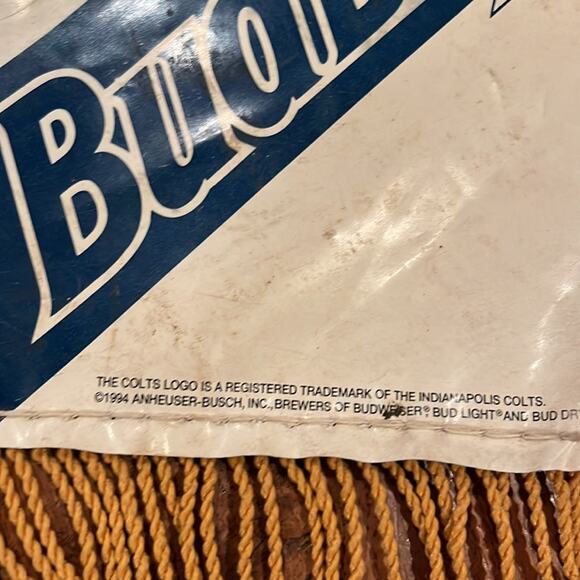 Bud
THE COLTS LOGO IS A REGISTERED TRADEMARK OF THE INDIANAPOLIS COLTS.
©1994 ANHEUSER-BUSCH, INC., BREWERS OF BUDWEISER® BUD LIGHT® AND BUD DR